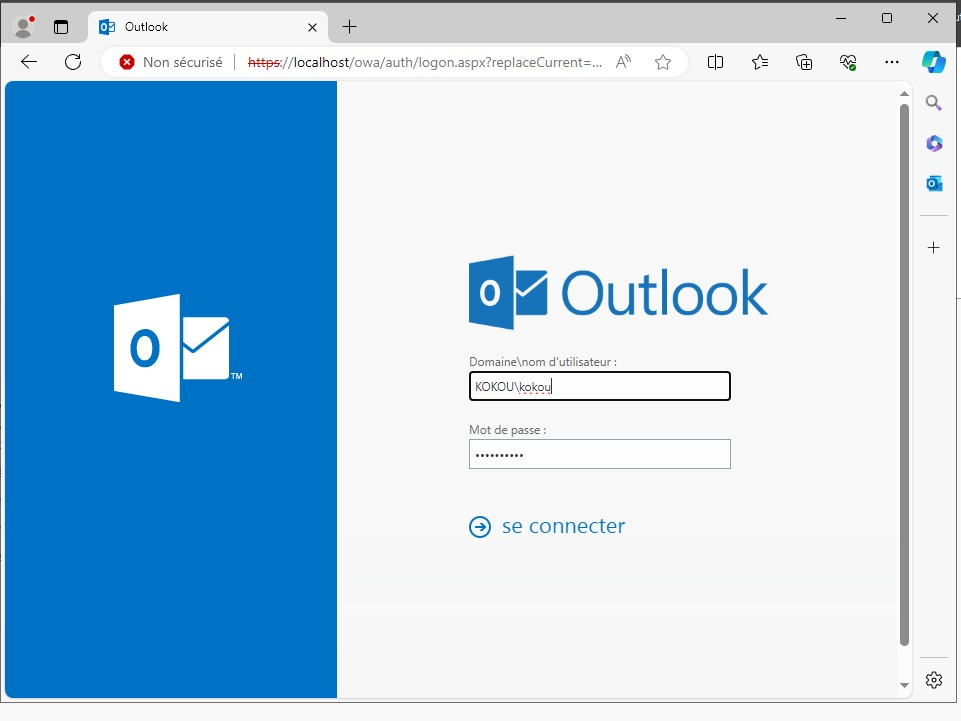 Outlook
Non sécurisé
https://localhost/owa/auth/logon.aspx?replaceCurrent=...
A
O
TM
O
Outlook
Domaine\nom d'utilisateur :
KOKOU\kokou
Mot de passe :
••••••••••
se connecter